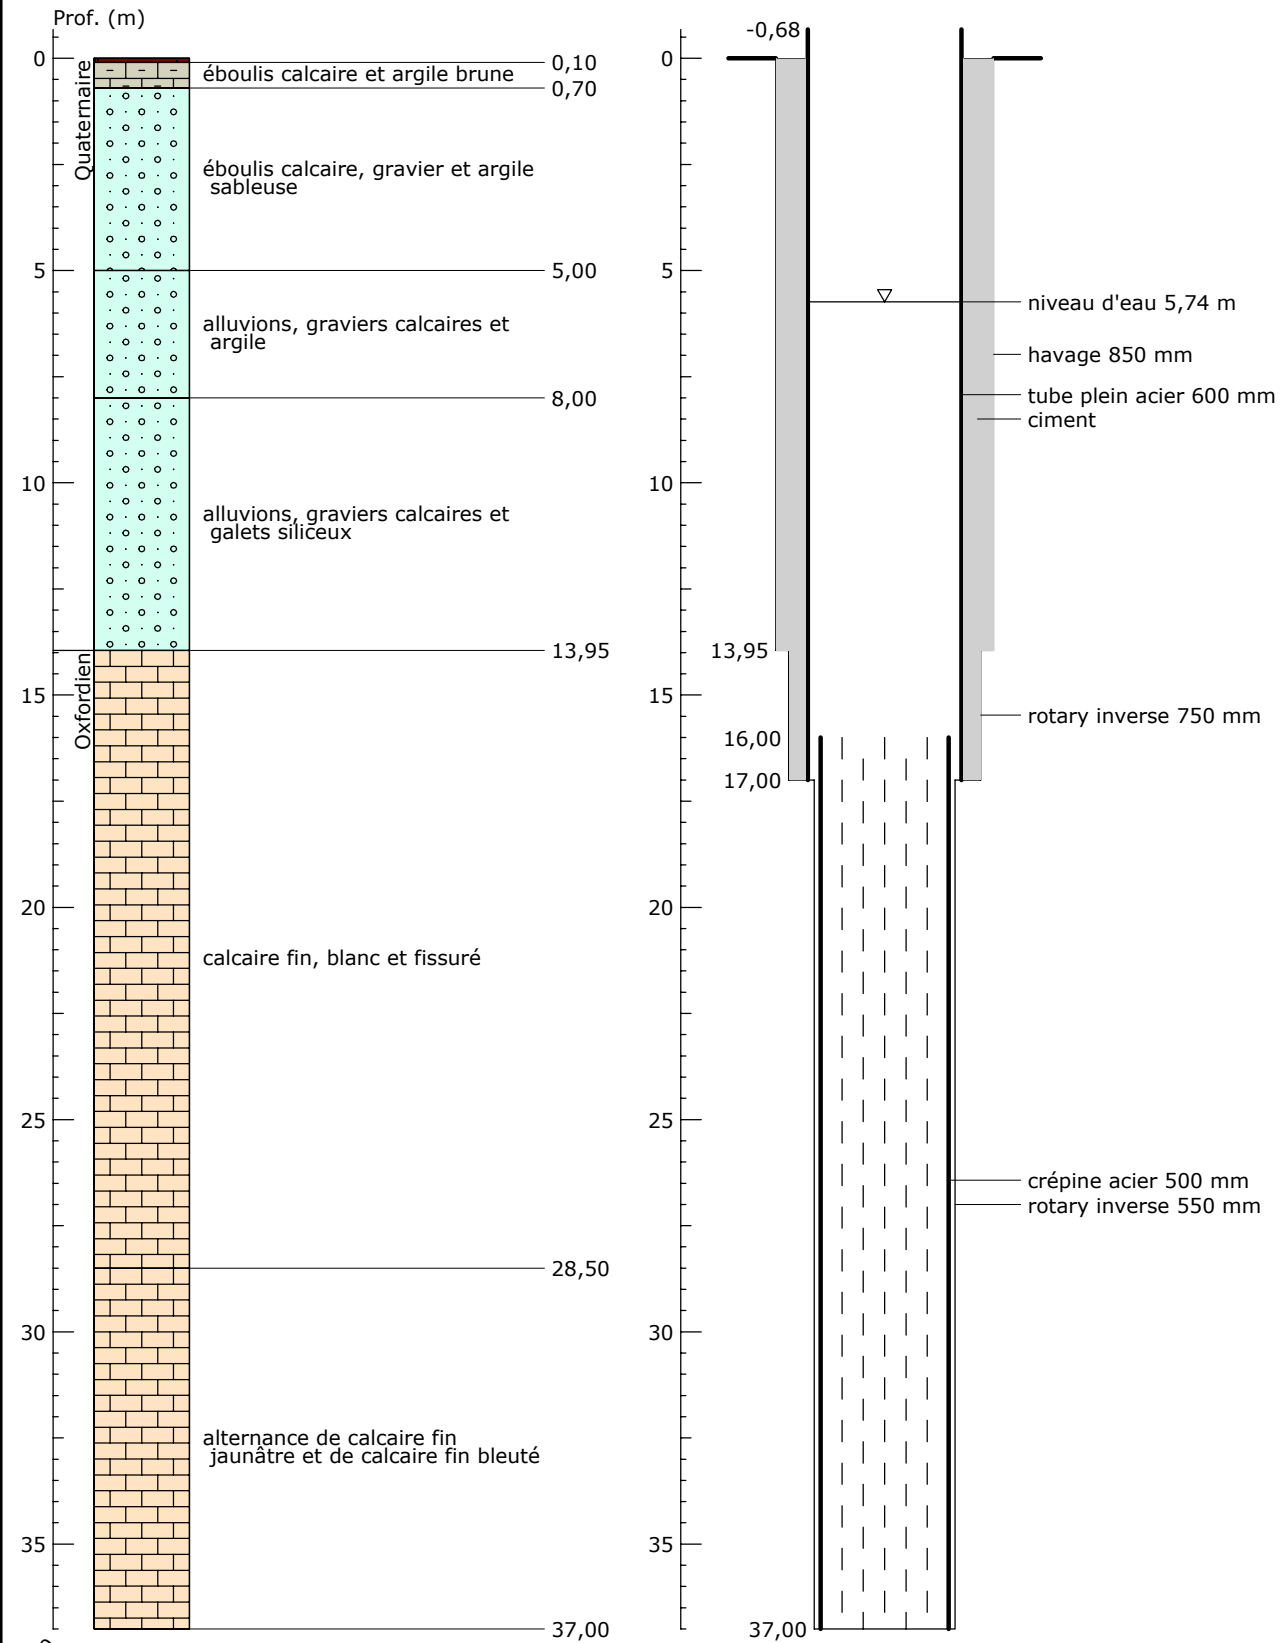 Prof. (m)
0
Quaternaire
0,10
éboulis calcaire et argile brune
0,70
éboulis calcaire, gravier et argile
sableuse
5
5,00
alluvions, graviers calcaires et
argile
8,00
10
alluvions, graviers calcaires et
galets siliceux
13,95
Oxfordien
15
20
calcaire fin, blanc et fissuré
25
28,50
30
alternance de calcaire fin
jaunâtre et de calcaire fin bleuté
35
37,00
-0,68
0
5
niveau d'eau 5,74 m
havage 850 mm
tube plein acier 600 mm
ciment
10
13,95
15
rotary inverse 750 mm
16,00
17,00
20
25
crépine acier 500 mm
rotary inverse 550 mm
30
35
37,00